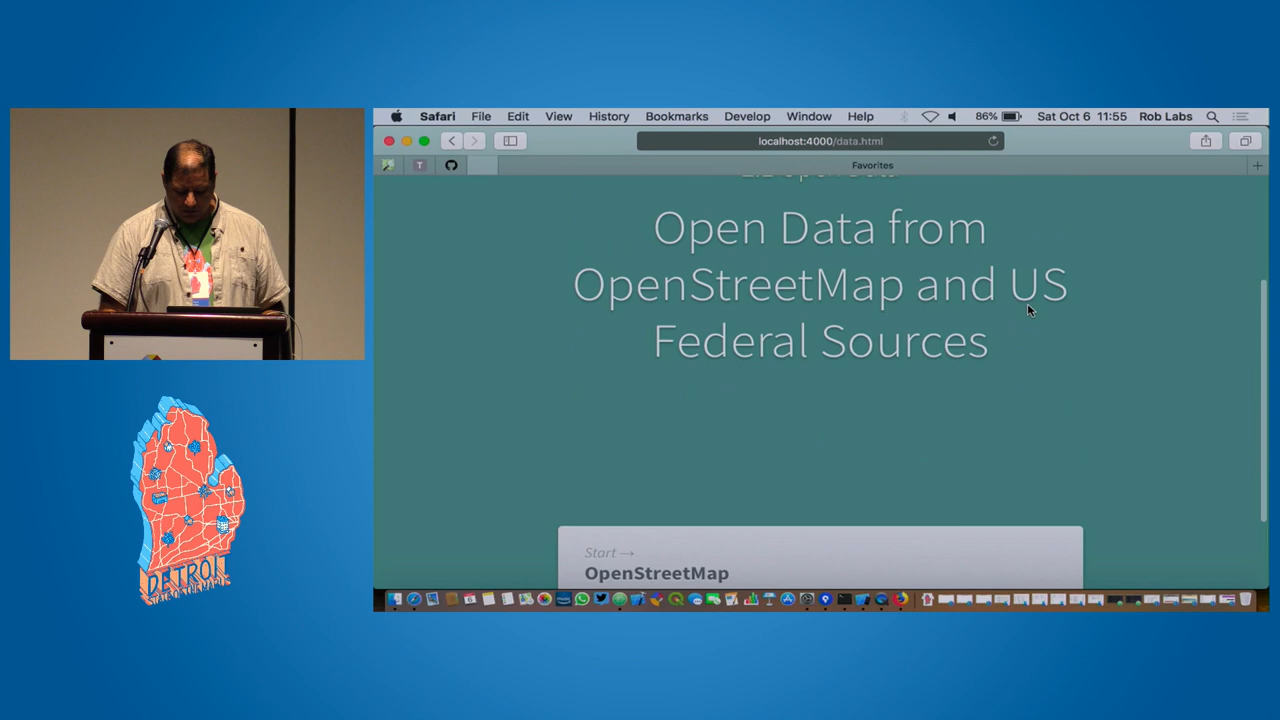 Safari File Edit View History Bookmarks Develop Window Help 86% Sat Oct 6 11:55 Rob Labs
localhost:4000/data.html
T
Favorites
Open Data from
OpenStreetMap and US
Federal Sources
Start →
OpenStreetMap
DETROIT